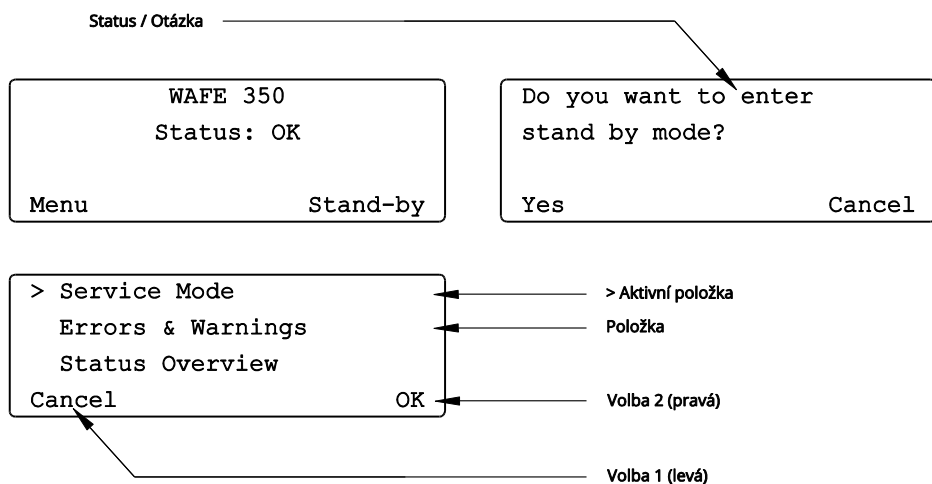 Status / Otázka
WAFE 350
Status: OK
Menu Stand-by
Do you want to enter
stand by mode?
Yes Cancel
> Service Mode
Errors & Warnings
Status Overview
Cancel OK
> Aktivní položka
Položka
Volba 2 (pravá)
Volba 1 (levá)